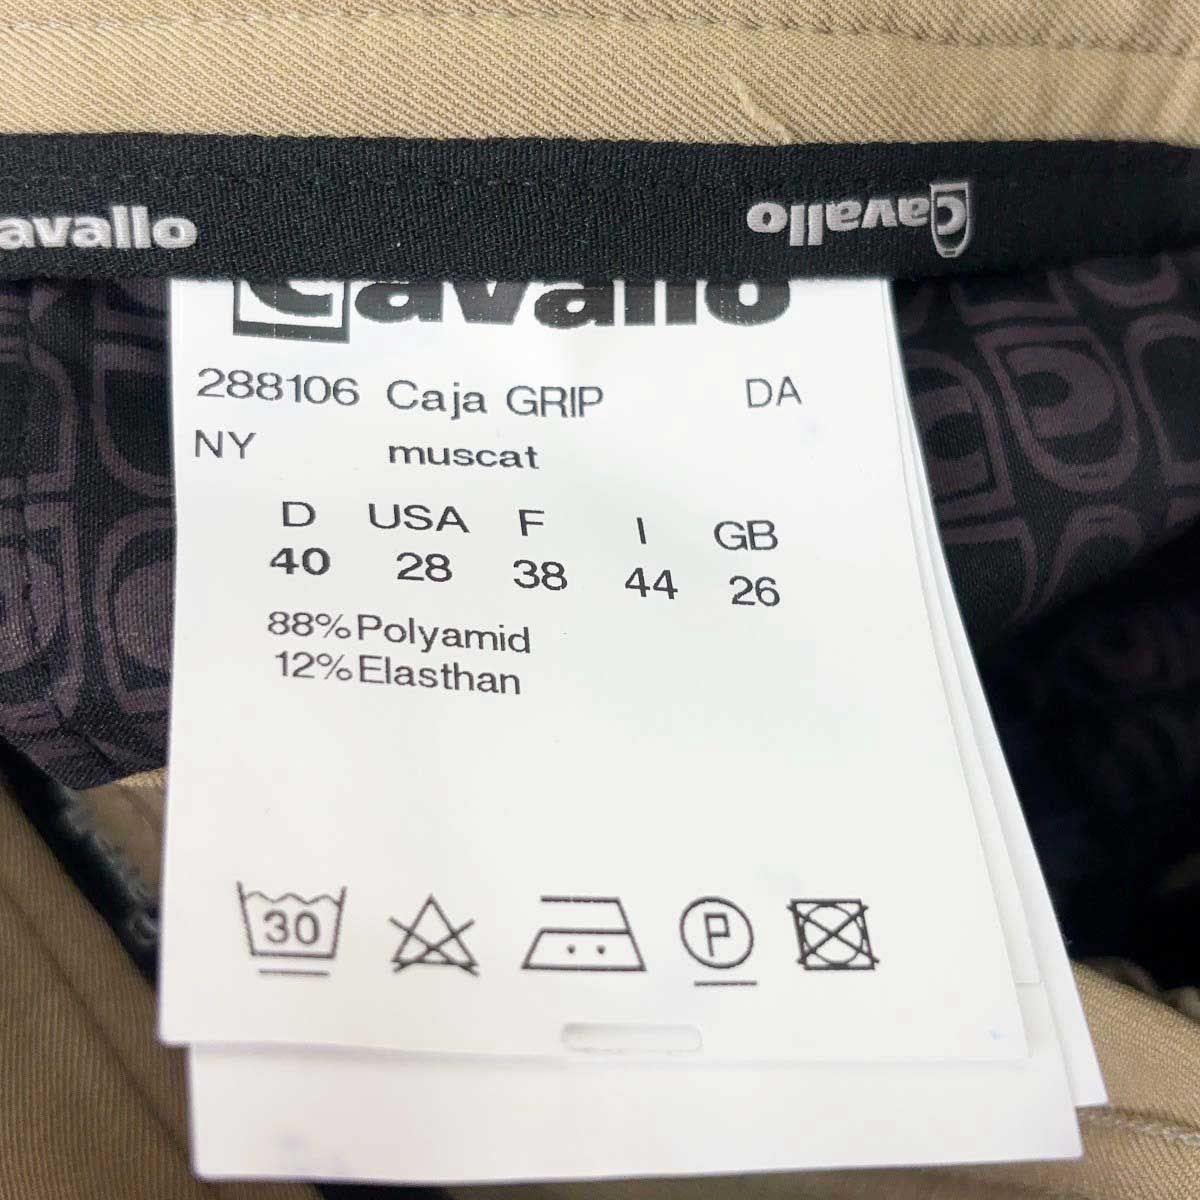 avallo
Cavallo
Cavallo
288106 Caja GRIP DA
NY muscat
D USA F I GB
40 28 38 44 26
88% Polyamid
12% Elasthan
30 P